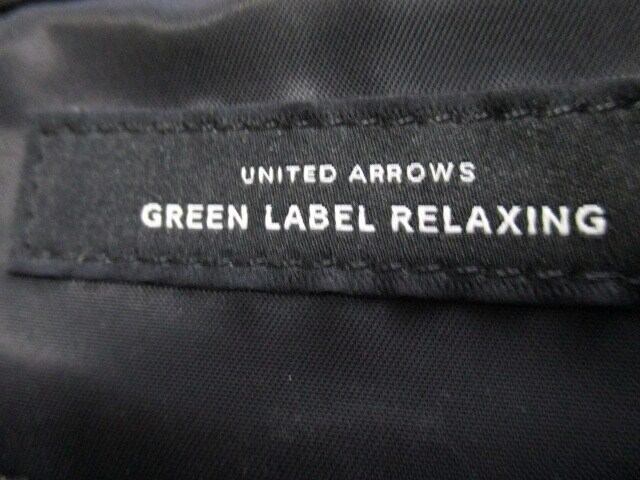 UNITED ARROWS
GREEN LABEL RELAXING